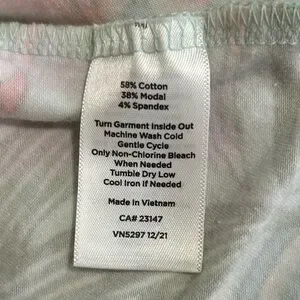 58% Cotton
38% Modal
4% Spandex
Turn Garment Inside Out
Machine Wash Cold
Gentle Cycle
Only Non-Chlorine Bleach
When Needed
Tumble Dry Low
Cool Iron if Needed
Made in Vietnam
CA# 23147
VN5297 12/21